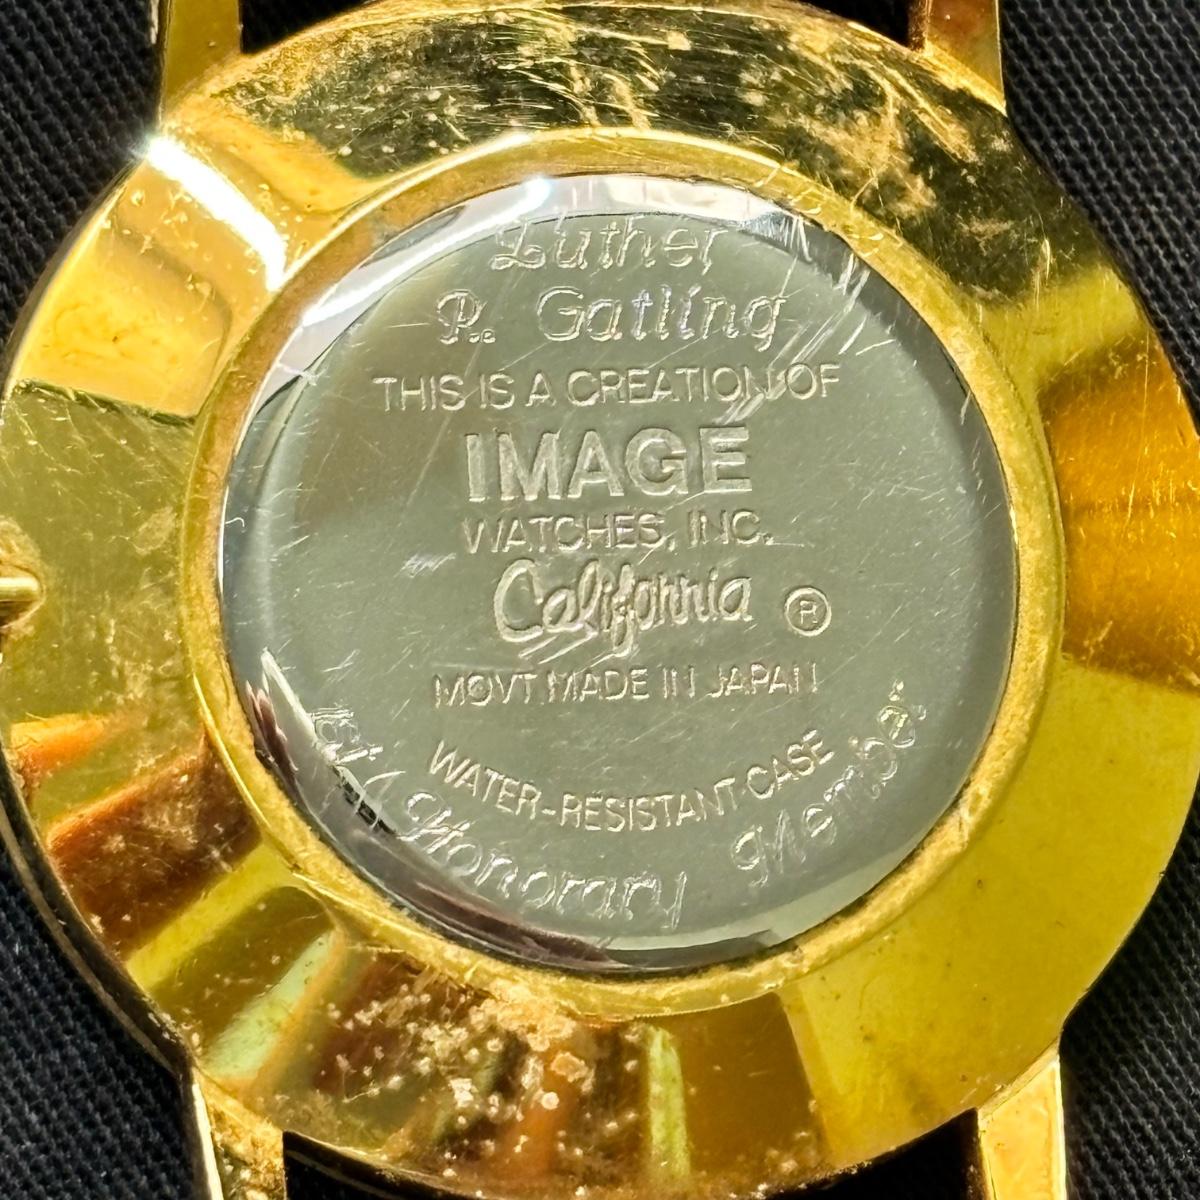 Luther
R. Gatling
THIS IS A CREATION OF
IMAGE
WATCHES, INC.
California ®
MOVT MADE IN JAPAN
WATER-RESISTANT CASE
1st Honorary Member